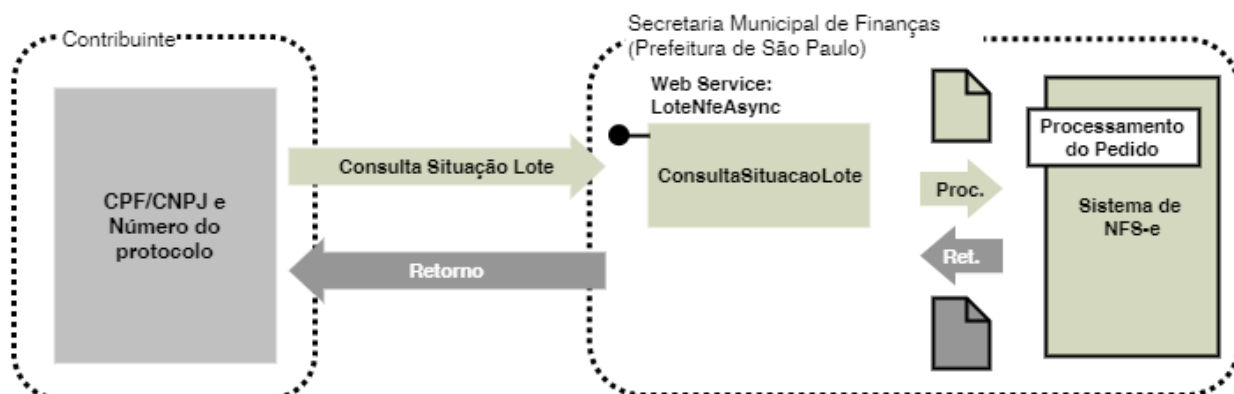 Contribuinte
Secretaria Municipal de Finanças
(Prefeitura de São Paulo)
Web Service:
LoteNfeAsync
CPF/CNPJ e
Número do
protocolo
Consulta Situação Lote
Retorno
ConsultaSituacaoLote
Proc.
Ret.
Processamento
do Pedido
Sistema de
NFS-e